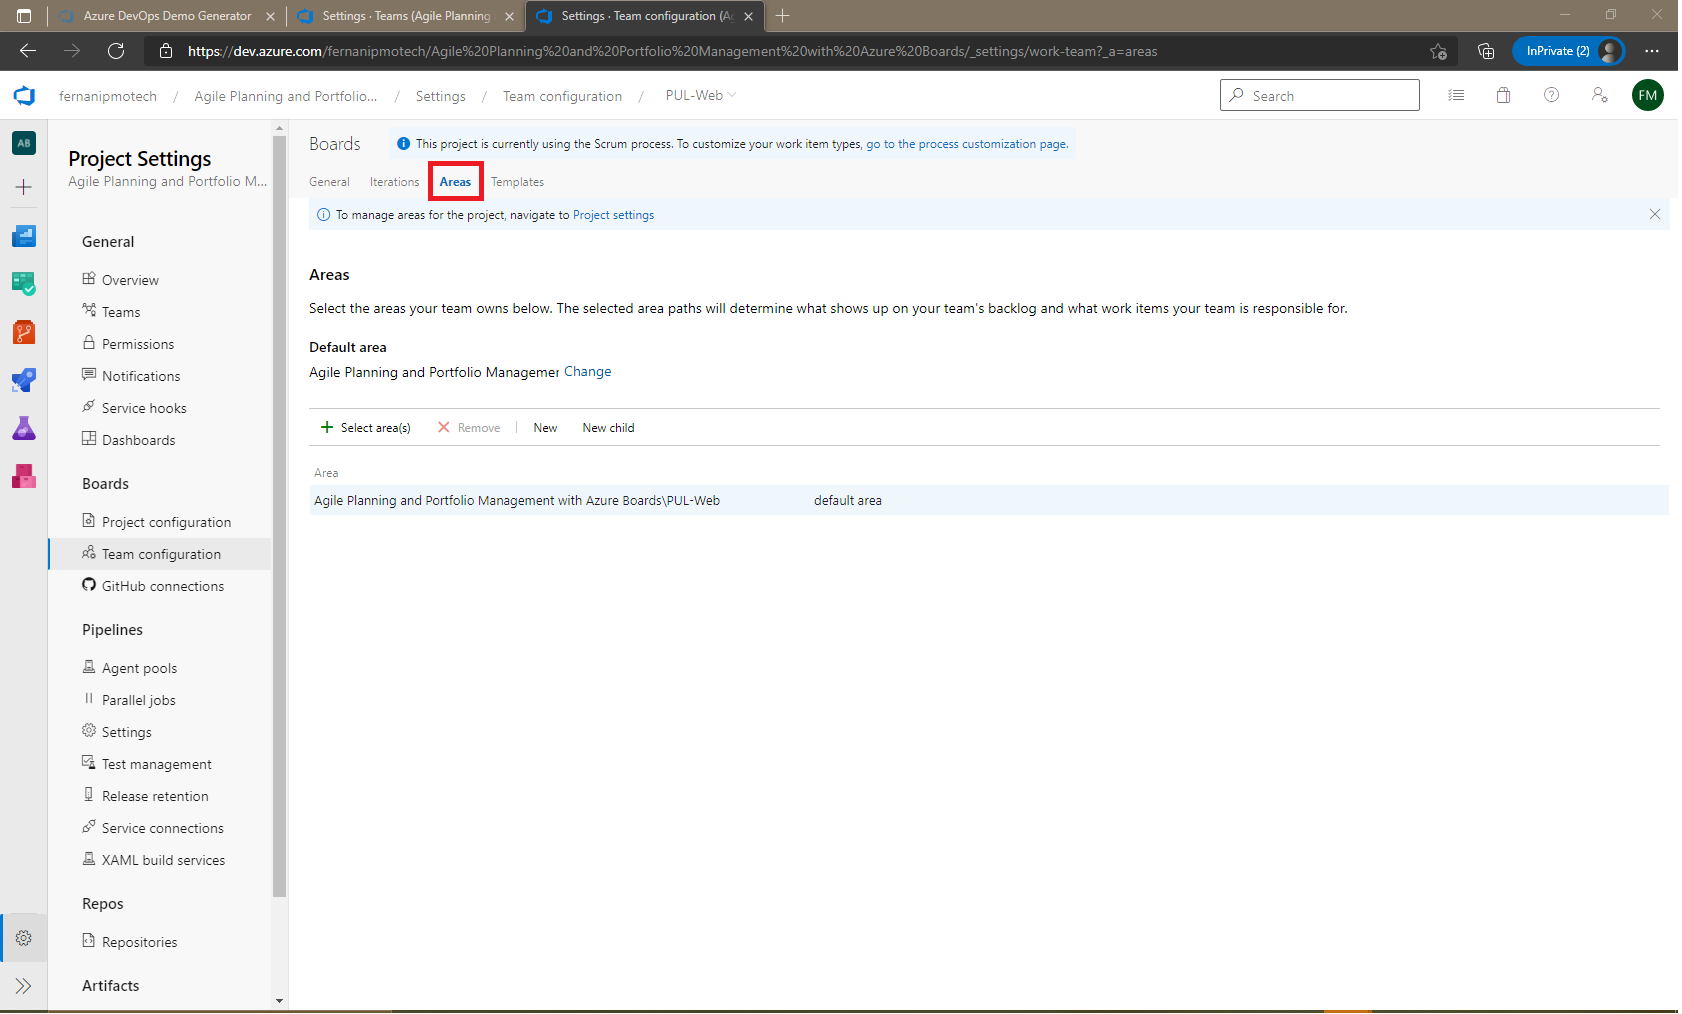 Azure DevOps Demo Generator
Settings · Teams (Agile Planning
Settings · Team configuration (Ag
https://dev.azure.com/fernanipmotech/Agile%20Planning%20and%20Portfolio%20Management%20with%20Azure%20Boards/_settings/work-team?_a=areas
InPrivate (2)
fernanipmotech / Agile Planning and Portfolio... / Settings / Team configuration / PUL-Web
Search
FM
AB
Project Settings
Agile Planning and Portfolio M...
General
Overview
Teams
Permissions
Notifications
Service hooks
Dashboards
Boards
Project configuration
Team configuration
GitHub connections
Pipelines
Agent pools
Parallel jobs
Settings
Test management
Release retention
Service connections
XAML build services
Repos
Repositories
Artifacts
Boards
This project is currently using the Scrum process. To customize your work item types, go to the process customization page.
General Iterations Areas Templates
To manage areas for the project, navigate to Project settings
Areas
Select the areas your team owns below. The selected area paths will determine what shows up on your team's backlog and what work items your team is responsible for.
Default area
Agile Planning and Portfolio Managemer Change
Select area(s) Remove New New child
Area
Agile Planning and Portfolio Management with Azure Boards\PUL-Web default area